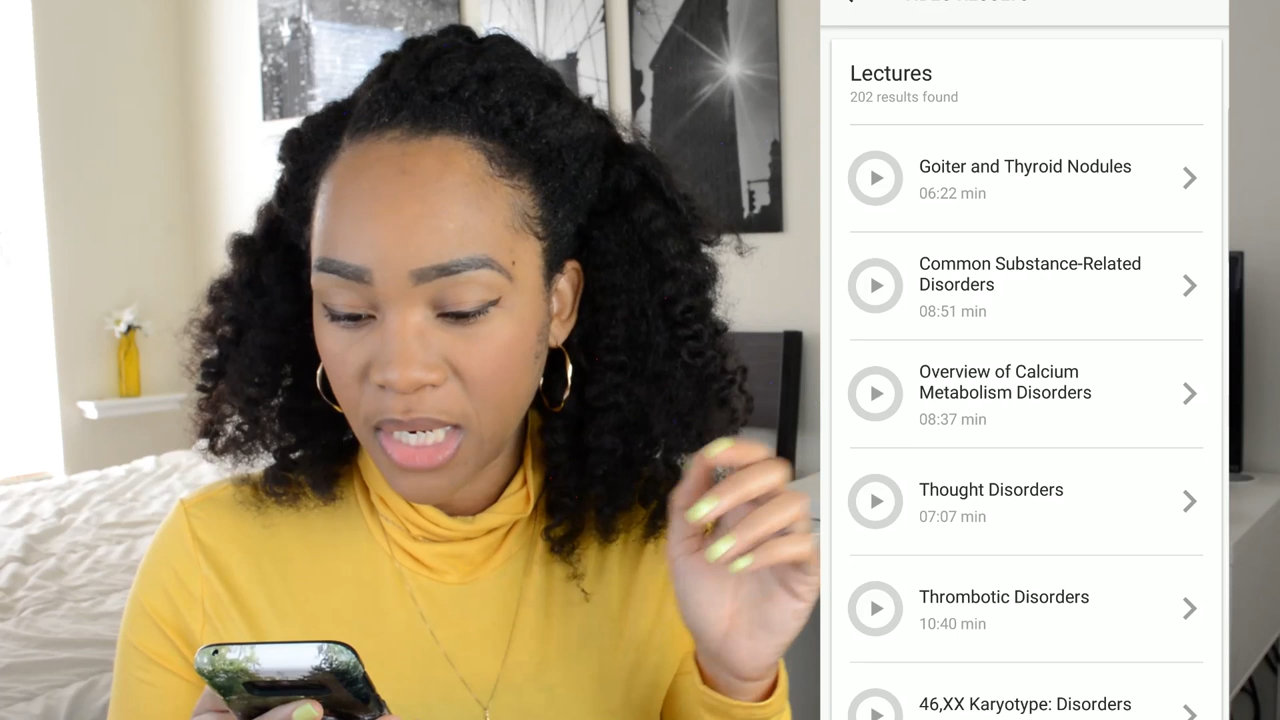 Lectures
202 results found
Goiter and Thyroid Nodules
06:22 min
Common Substance-Related
Disorders
08:51 min
Overview of Calcium
Metabolism Disorders
08:37 min
Thought Disorders
07:07 min
Thrombotic Disorders
10:40 min
46,XX Karyotype: Disorders